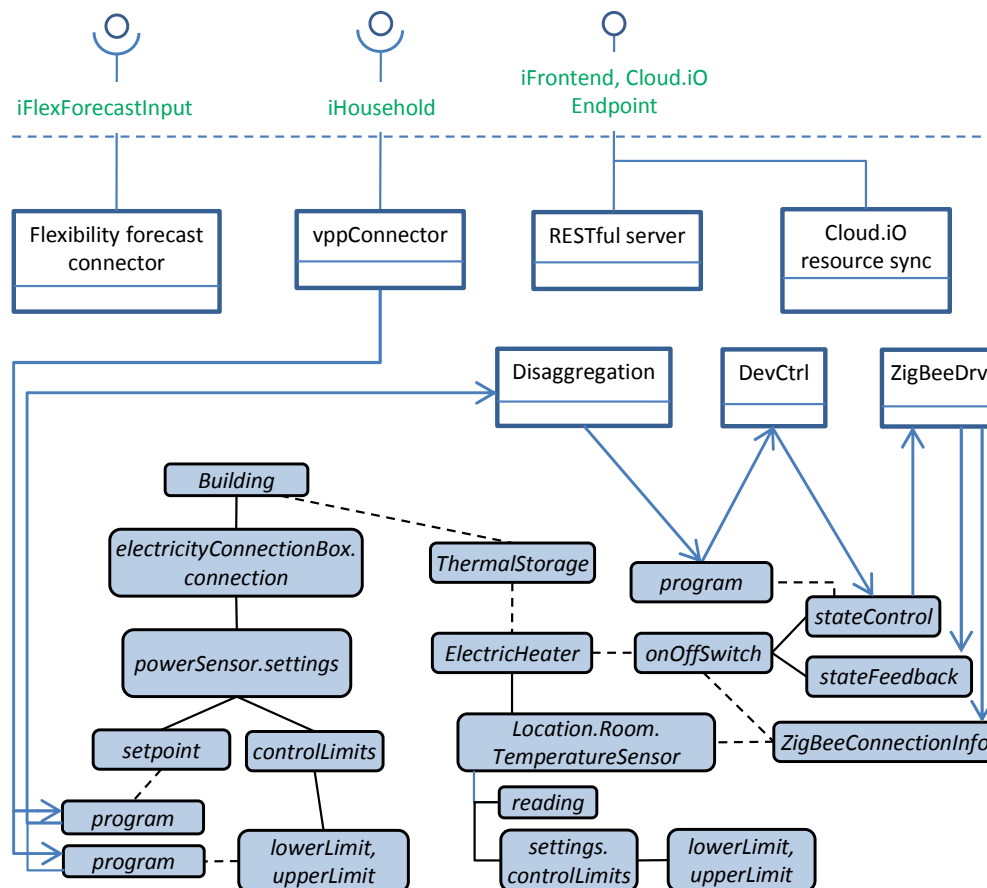 iFlexForecastInput
iHousehold
iFrontend, Cloud.iO
Endpoint
Flexibility forecast
connector
vppConnector
RESTful server
Cloud.iO
resource sync
Disaggregation
DevCtrl
ZigBeeDrv
Building
electricityConnectionBox.
connection
ThermalStorage
program
stateControl
powerSensor.settings
ElectricHeater
onOffSwitch
stateFeedback
setpoint
controlLimits
Location.Room.
TemperatureSensor
ZigBeeConnectionInfo
program
reading
program
lowerLimit,
upperLimit
settings.
controlLimits
lowerLimit,
upperLimit